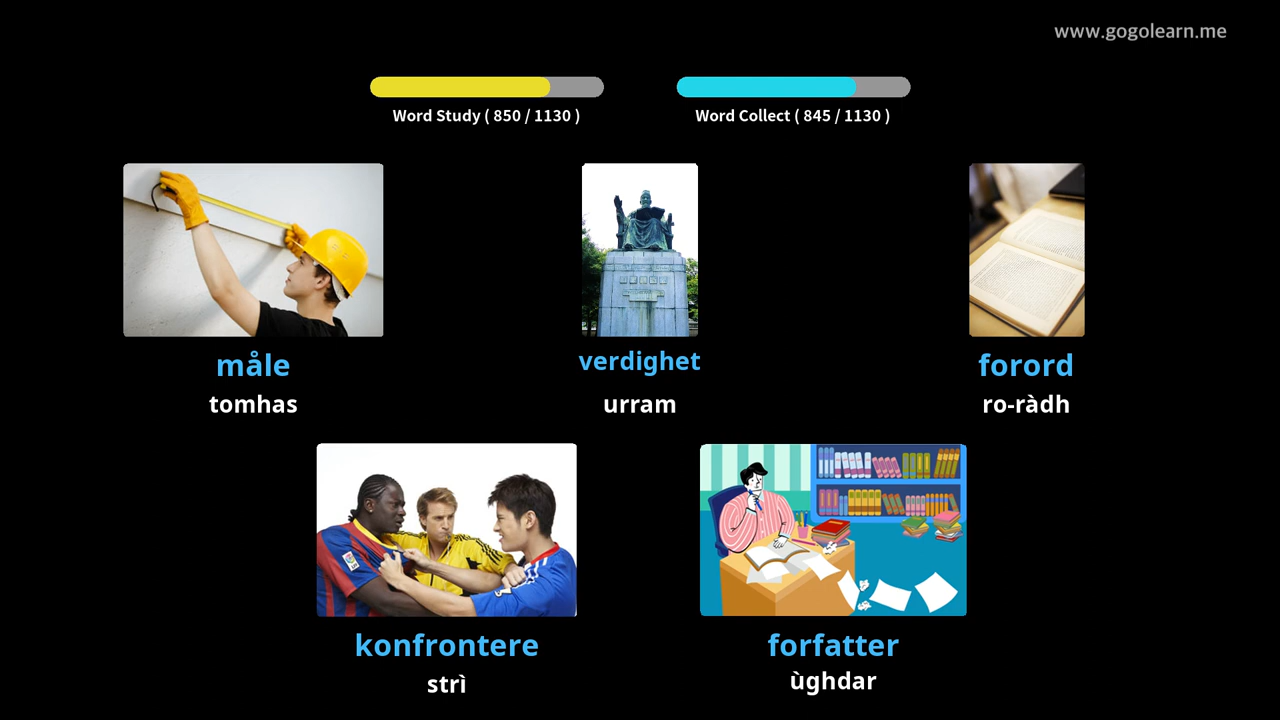 www.gogolearn.me
Word Study ( 850 / 1130 )
Word Collect ( 845 / 1130 )
måle
tomhas
verdighet
urram
forord
ro-ràdh
konfrontere
strì
forfatter
ùghdar